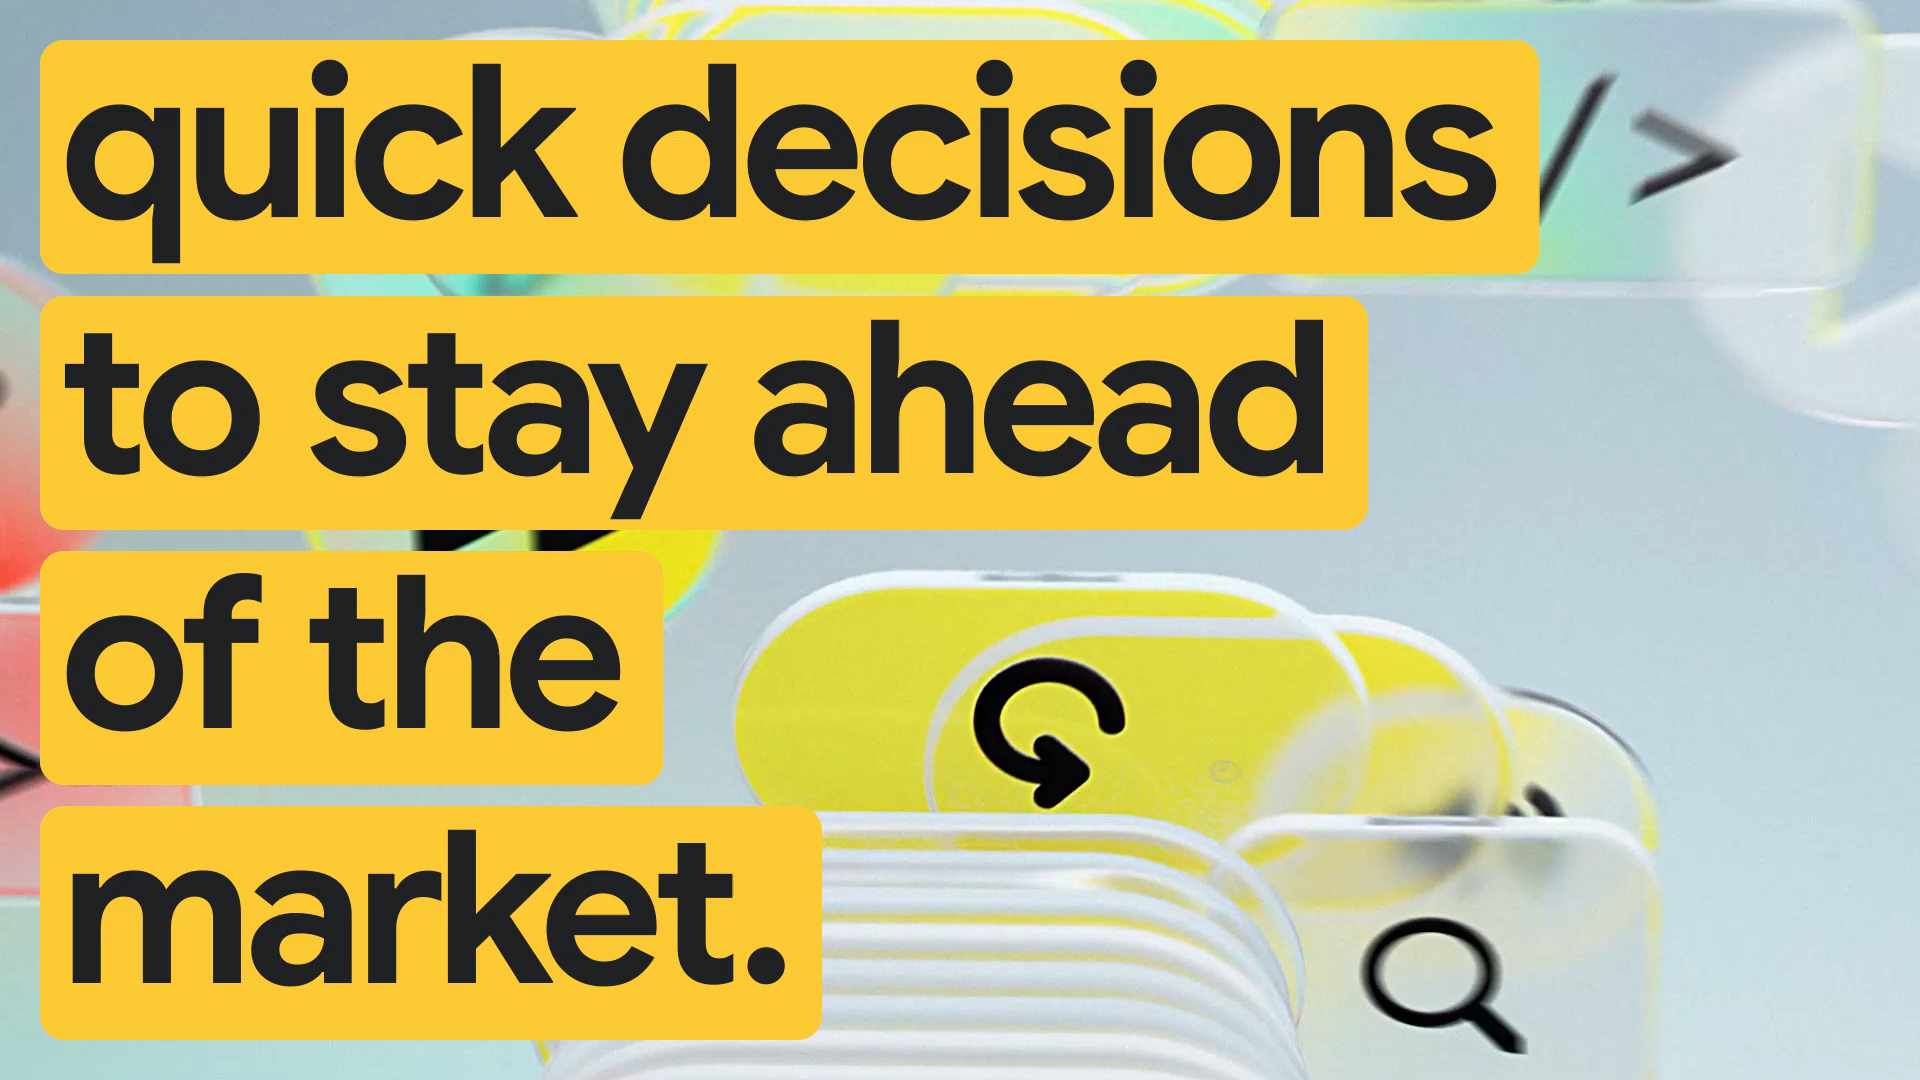 quick decisions
/>
to stay ahead
of the
market.